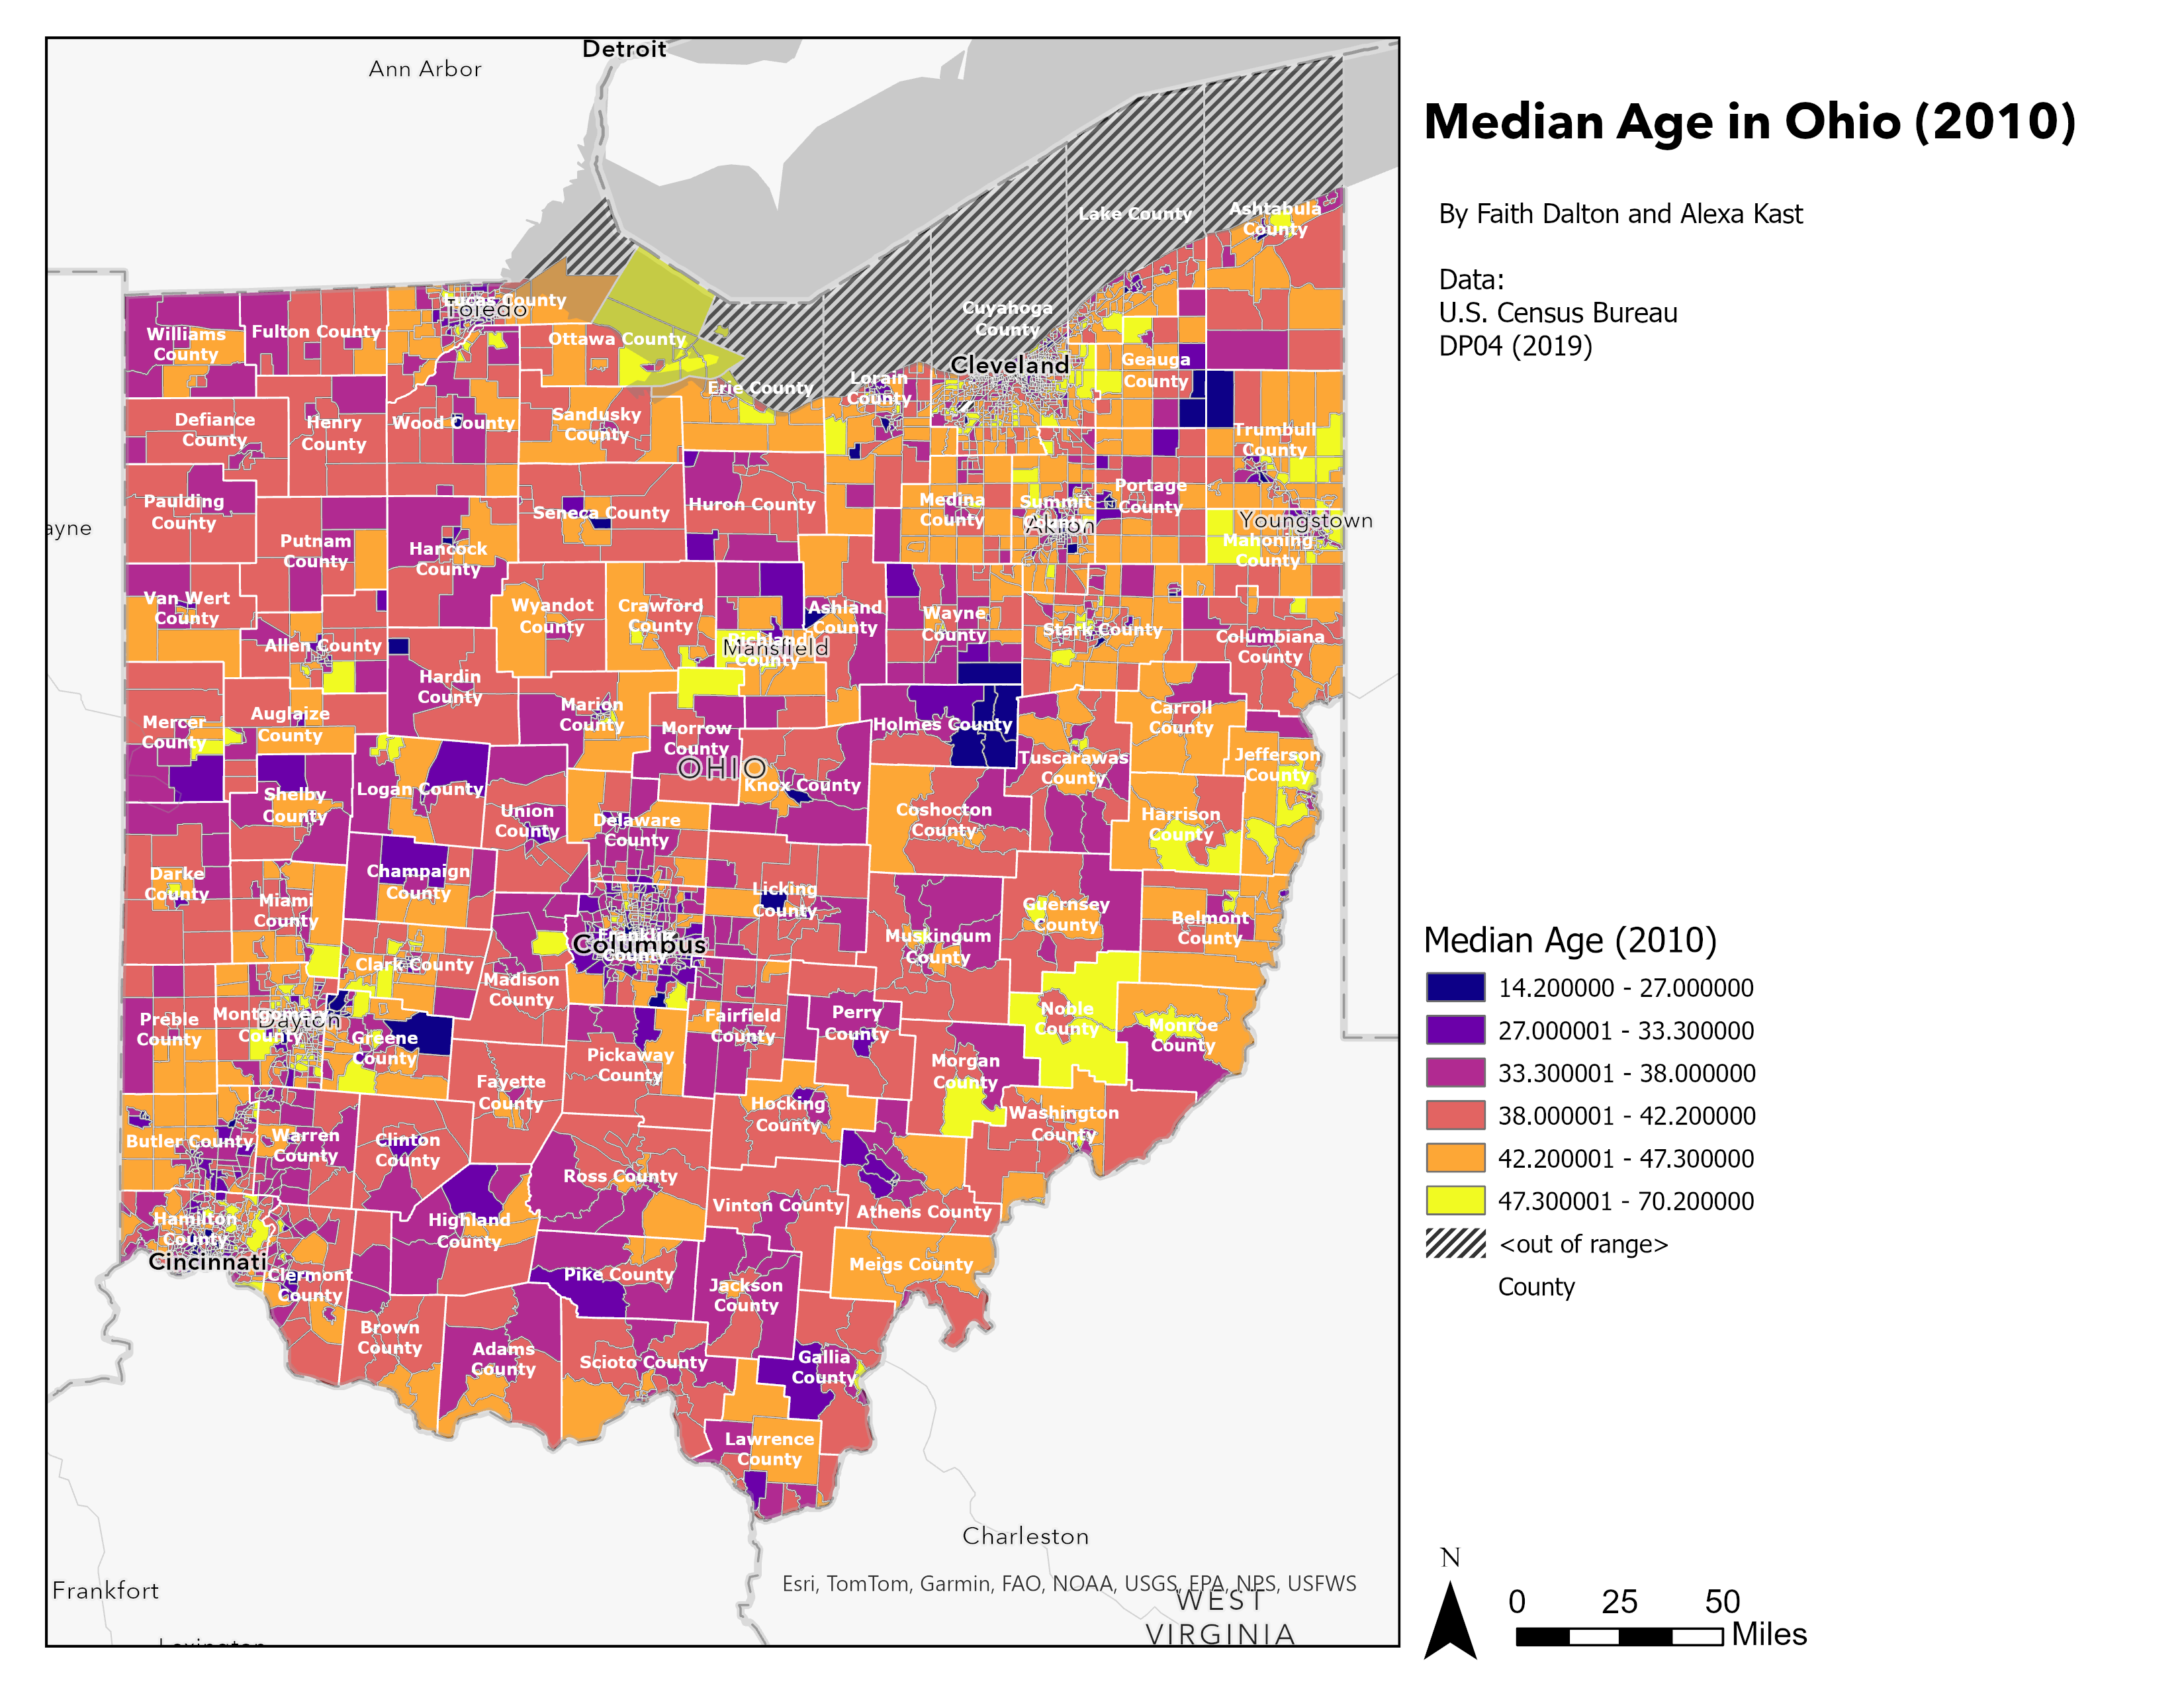 Detroit
Ann Arbor
Median Age in Ohio (2010)
By Faith Dalton and Alexa Kast
Data:
U.S. Census Bureau
DP04 (2019)
Lake County
Ashtabula
County
Lucas County
Toledo
Williams
County
Fulton County
Ottawa County
Cuyahoga
County
Cleveland
Geauga
County
Erie County
Lorain
County
Defiance
County
Henry
County
Wood County
Sandusky
County
Trumbull
County
Paulding
County
Seneca County
Huron County
Medina
County
Summit
Akron
Portage
County
Youngstown
Mahoning
County
ayne
Putnam
County
Hancock
County
Van Wert
County
Wyandot
County
Crawford
County
Ashland
County
Wayne
County
Stark County
Columbiana
County
Allen County
Richland
County
Mansfield
Hardin
County
Mercer
County
Auglaize
County
Marion
County
Morrow
County
Holmes County
Carroll
County
Jefferson
County
Tuscarawas
County
OHIO
Knox County
Logan County
Shelby
County
Union
County
Delaware
County
Coshocton
County
Harrison
County
Darke
County
Champaign
County
Miami
County
Licking
County
Guernsey
County
Belmont
County
Franklin
County
Columbus
Muskingum
County
Clark County
Madison
County
Preble
County
Montgomery
County
Dayton
Greene
County
Fairfield
County
Perry
County
Noble
County
Monroe
County
Pickaway
County
Fayette
County
Morgan
County
Hocking
County
Washington
County
Butler County
Warren
County
Clinton
County
Ross County
Vinton County
Athens County
Hamilton
County
Cincinnati
Highland
County
Clermont
County
Pike County
Jackson
County
Meigs County
Brown
County
Adams
County
Scioto County
Gallia
County
Lawrence
County
Charleston
Frankfort
Esri, TomTom, Garmin, FAO, NOAA, USGS, EPA, NPS, USFWS
WEST
VIRGINIA
Lexington
Median Age (2010)
14.200000 - 27.000000
27.000001 - 33.300000
33.300001 - 38.000000
38.000001 - 42.200000
42.200001 - 47.300000
47.300001 - 70.200000
<out of range>
County
N
0 25 50
Miles